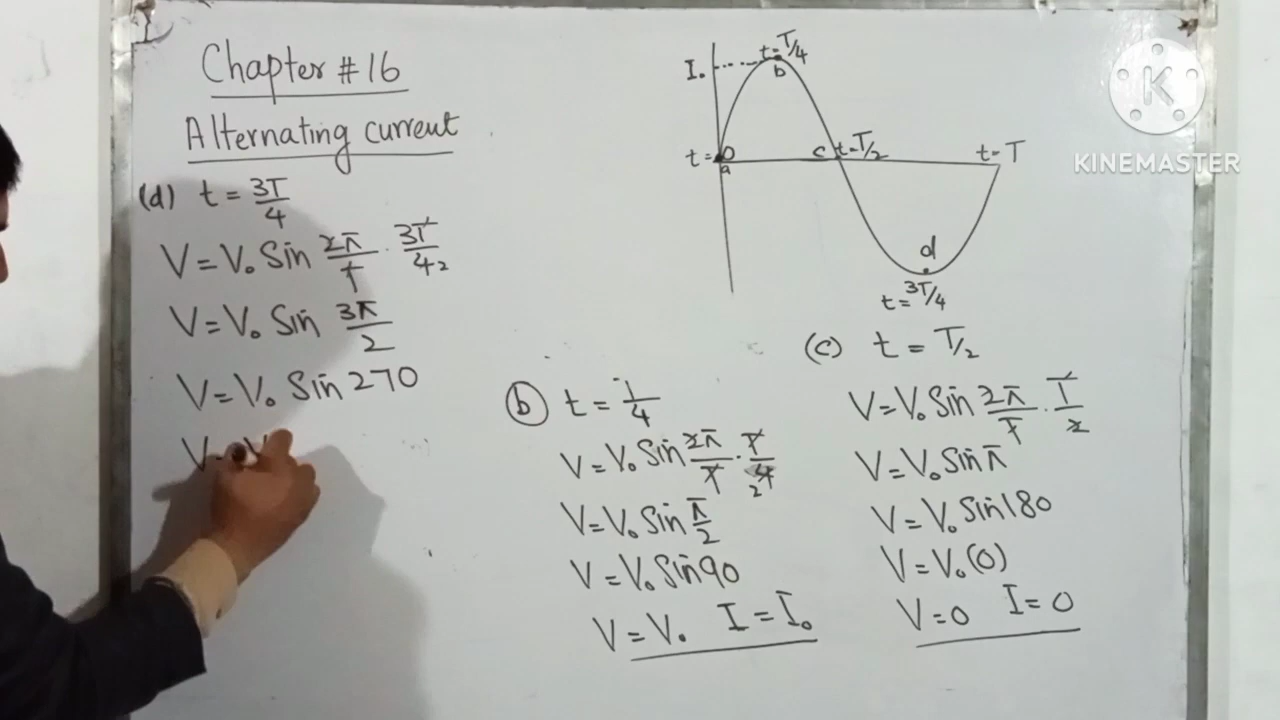 Chapter # 16
Alternating current
(d) t = 3T/4
V = V₀ Sin 2π/T · 3T/4 2
V = V₀ Sin 3π/2
V = V₀ Sin 270
V = V
I₀
t = T/4
b
t = 0
a
c t = T/2
t = T
d
t = 3T/4
K
KINEMASTER
(b) t = T/4
V = V₀ Sin 2π/T · T/4 2
V = V₀ Sin π/2
V = V₀ Sin 90
V = V₀ I = I₀
(c) t = T/2
V = V₀ Sin 2π/T · T/2
V = V₀ Sin π
V = V₀ Sin 180
V = V₀ (0)
V = 0 I = 0